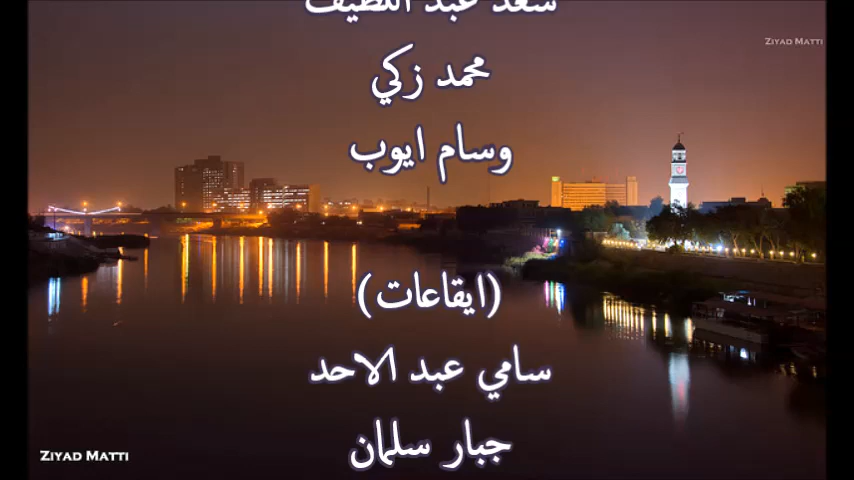 سعد عبد اللطيف
ZIYAD MATTI
محمد زكي
وسام ايوب
(ايقاعات)
سامي عبد الاحد
جبار سلمان
ZIYAD MATTI